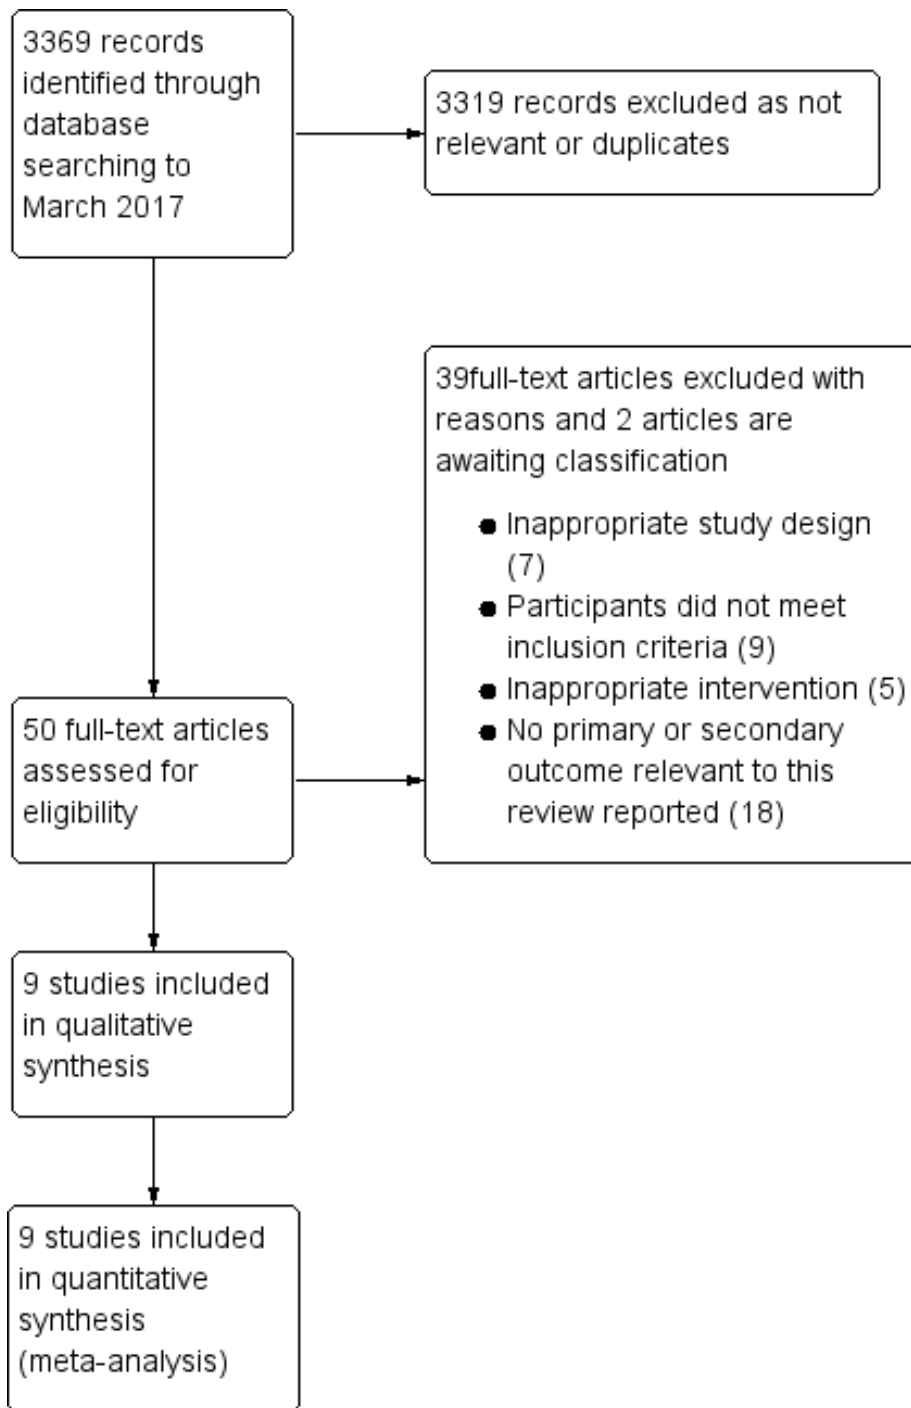 3369 records
identified through
database
searching to
March 2017
3319 records excluded as not
relevant or duplicates
39full-text articles excluded with
reasons and 2 articles are
awaiting classification
● Inappropriate study design
(7)
● Participants did not meet
inclusion criteria (9)
● Inappropriate intervention (5)
● No primary or secondary
outcome relevant to this
review reported (18)
50 full-text articles
assessed for
eligibility
9 studies included
in qualitative
synthesis
9 studies included
in quantitative
synthesis
(meta-analysis)